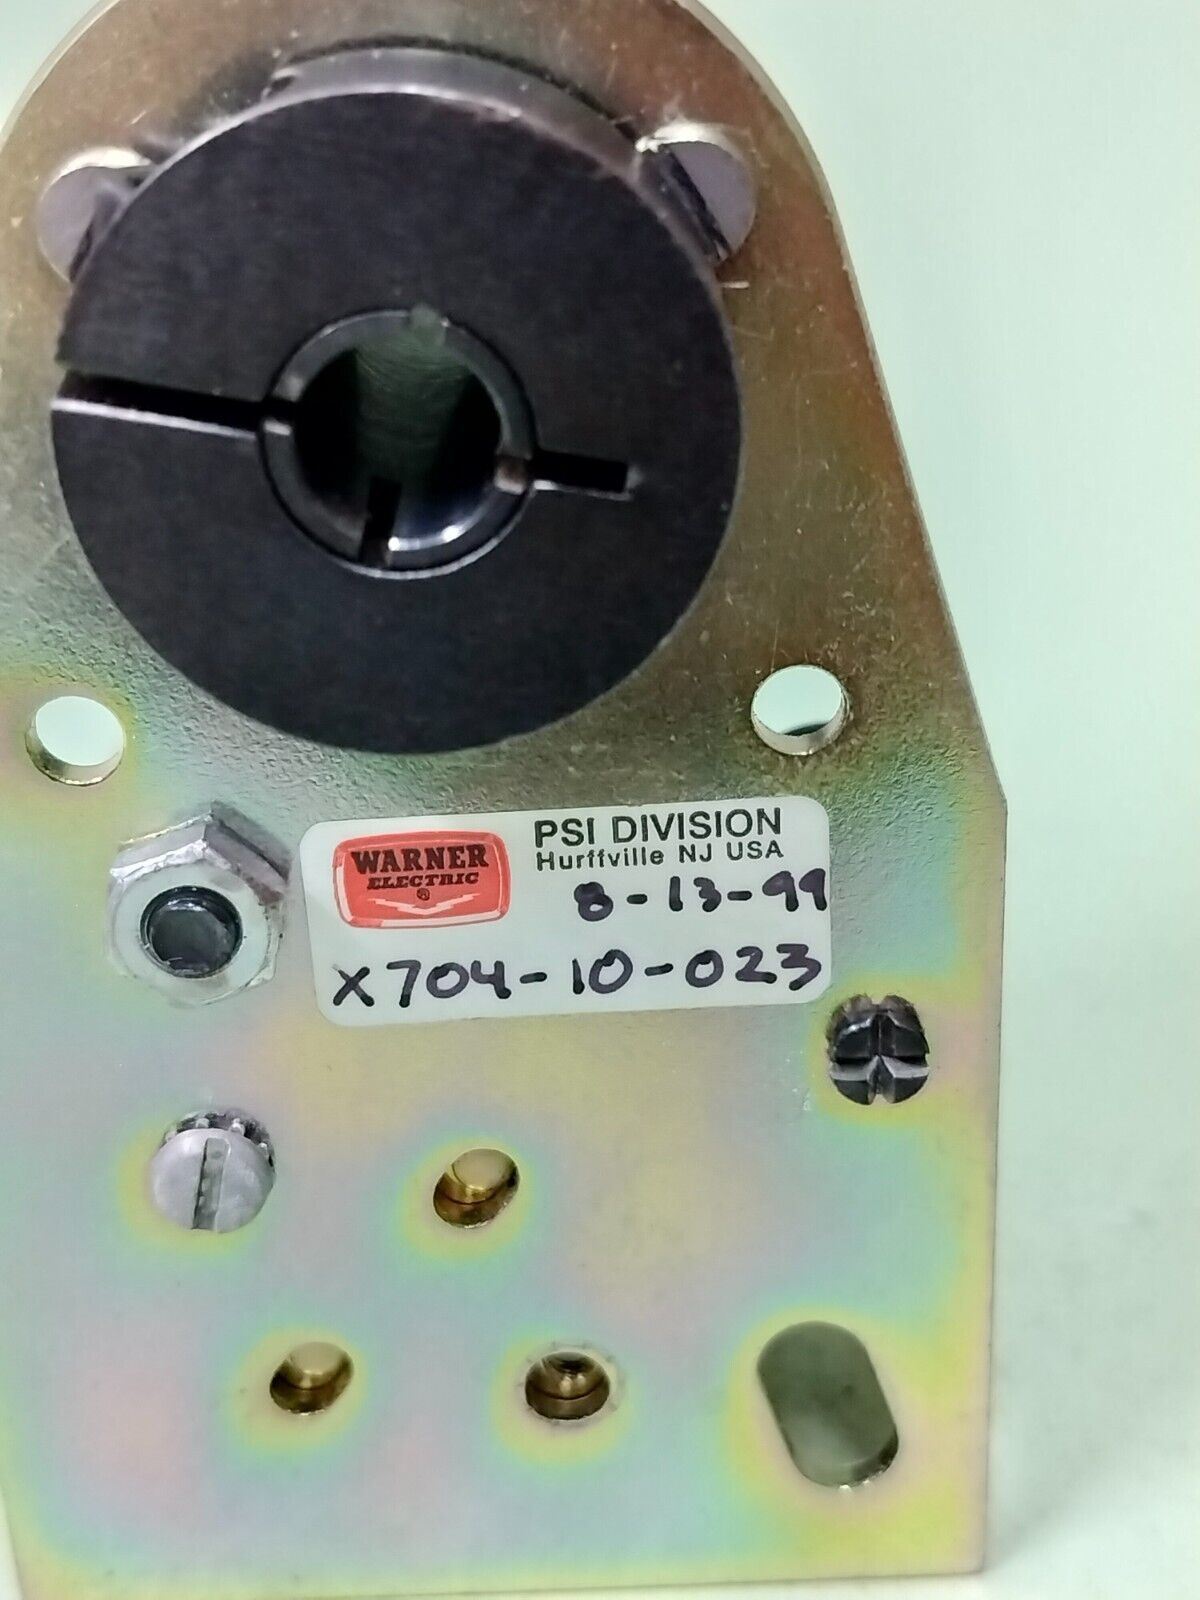 WARNER
ELECTRIC
®
PSI DIVISION
Hurffville NJ USA
8-13-99
X704-10-023